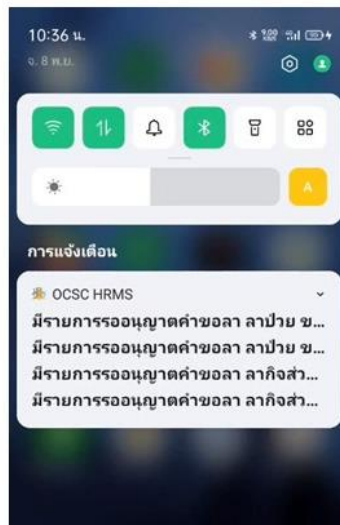 10:36 น.
จ. 8 พ.ย.
A
การแจ้งเตือน
OCSC HRMS
มีรายการรออนุญาตคำขอลา ลาป่วย ข...
มีรายการรออนุญาตคำขอลา ลาป่วย ข...
มีรายการรออนุญาตคำขอลา ลากิจส่ว...
มีรายการรออนุญาตคำขอลา ลากิจส่ว...